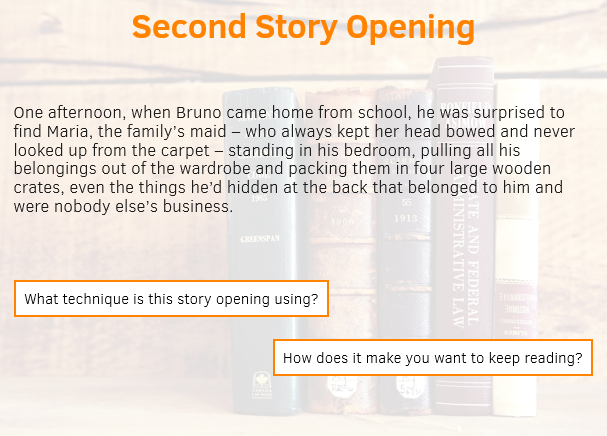 Second Story Opening
One afternoon, when Bruno came home from school, he was surprised to
find Maria, the family’s maid – who always kept her head bowed and never
looked up from the carpet – standing in his bedroom, pulling all his
belongings out of the wardrobe and packing them in four large wooden
crates, even the things he’d hidden at the back that belonged to him and
were nobody else’s business.
GREENSPAN
1913
What technique is this story opening using?
How does it make you want to keep reading?